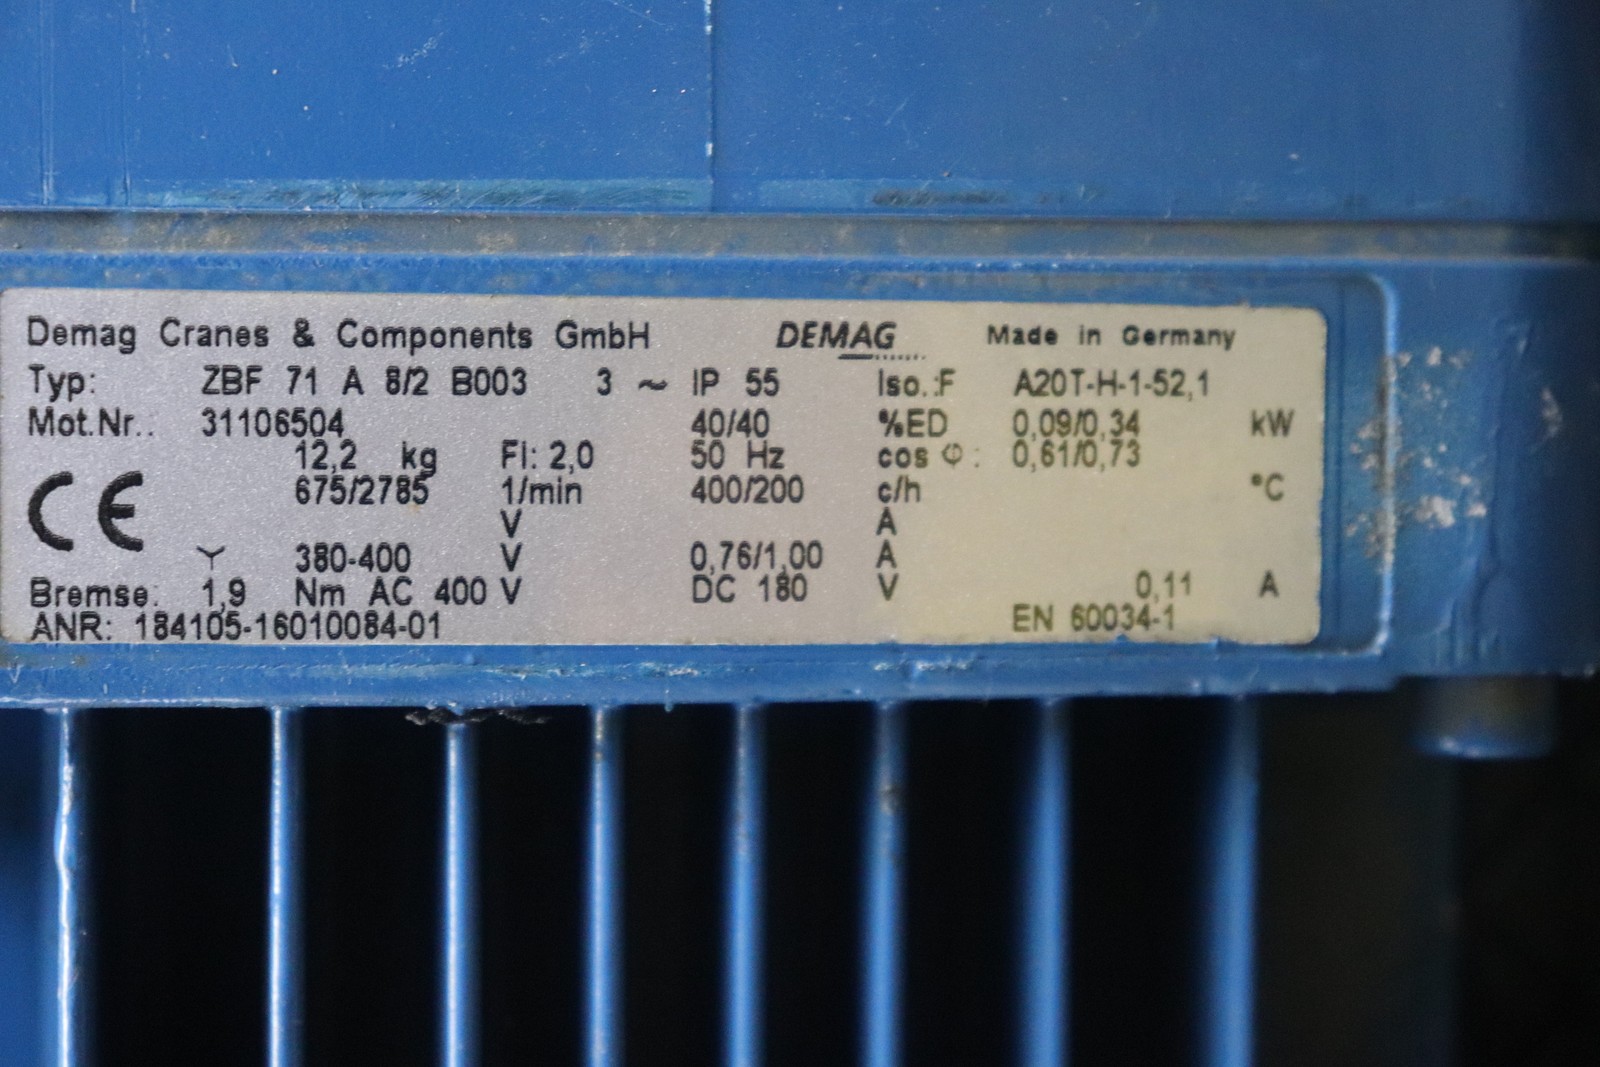 Demag Cranes & Components GmbH DEMAG Made in Germany
Typ: ZBF 71 A 8/2 B003 3 ~ IP 55 Iso.:F A20T-H-1-52,1
Mot.Nr.: 31106504 40/40 %ED 0,09/0,34 kW
12,2 kg FI: 2,0 50 Hz cos φ: 0,61/0,73
CE 675/2785 1/min 400/200 c/h °C
V A
Y 380-400 V 0,76/1,00 A
Bremse: 1,9 Nm AC 400 V DC 180 V 0,11 A
ANR: 184105-16010084-01 EN 60034-1